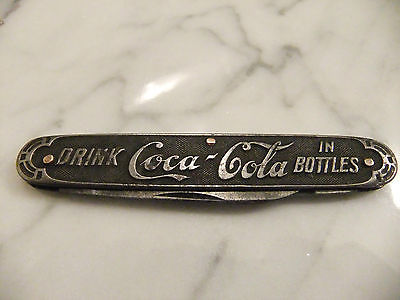 DRINK Coca-Cola IN BOTTLES